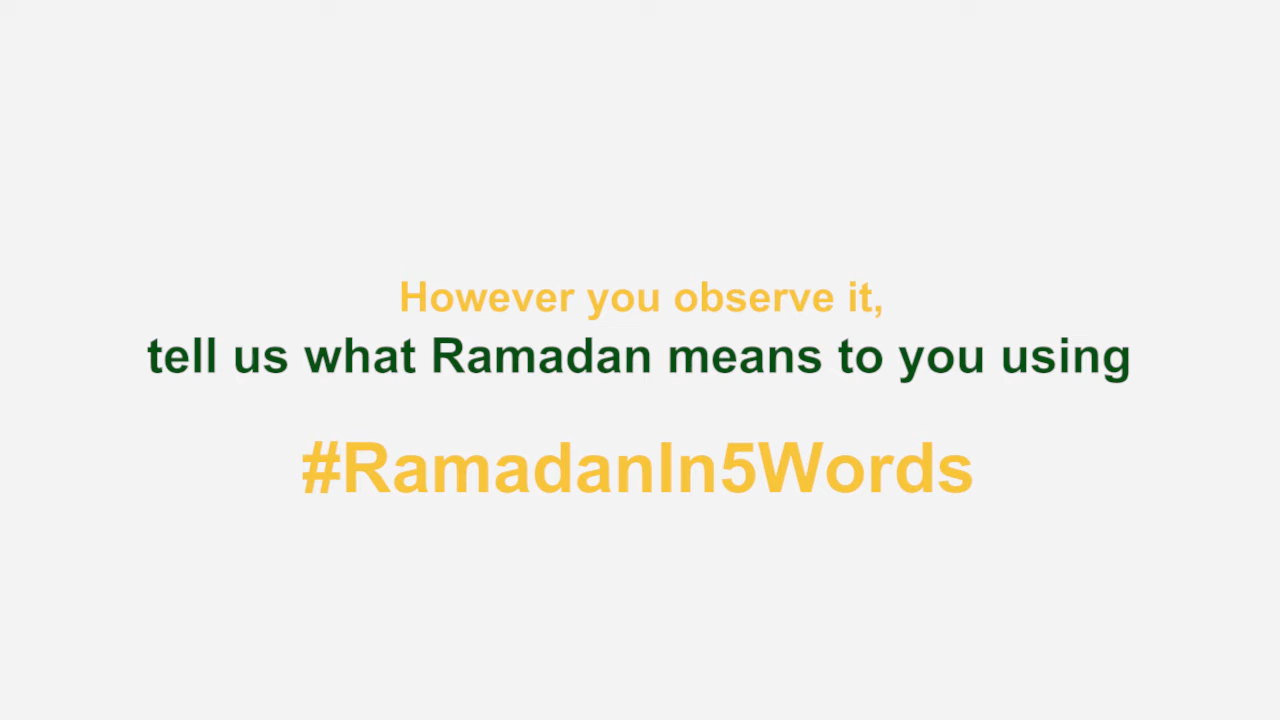 However you observe it,
tell us what Ramadan means to you using
#RamadanIn5Words